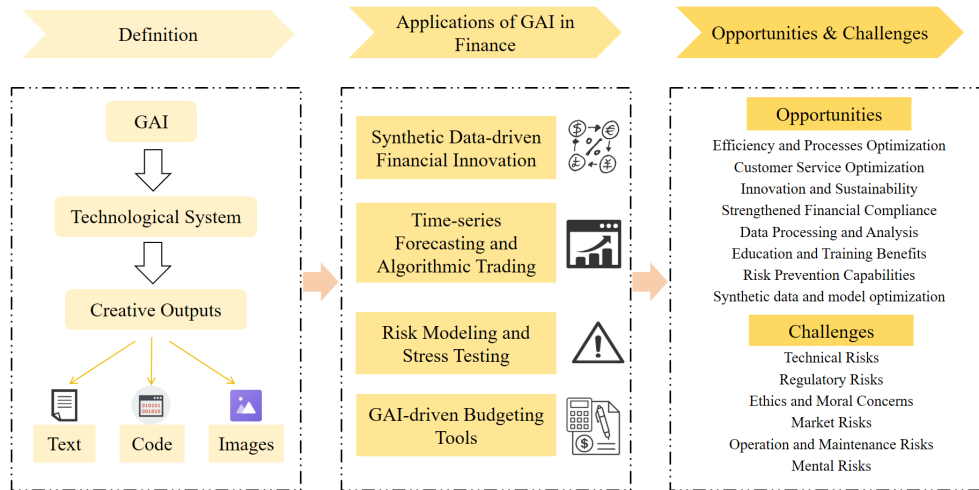 Definition
Applications of GAI in
Finance
Opportunities & Challenges
GAI
Technological System
Creative Outputs
Text
Code
Images
Synthetic Data-driven
Financial Innovation
Time-series
Forecasting and
Algorithmic Trading
Risk Modeling and
Stress Testing
GAI-driven Budgeting
Tools
Opportunities
Efficiency and Processes Optimization
Customer Service Optimization
Innovation and Sustainability
Strengthened Financial Compliance
Data Processing and Analysis
Education and Training Benefits
Risk Prevention Capabilities
Synthetic data and model optimization
Challenges
Technical Risks
Regulatory Risks
Ethics and Moral Concerns
Market Risks
Operation and Maintenance Risks
Mental Risks